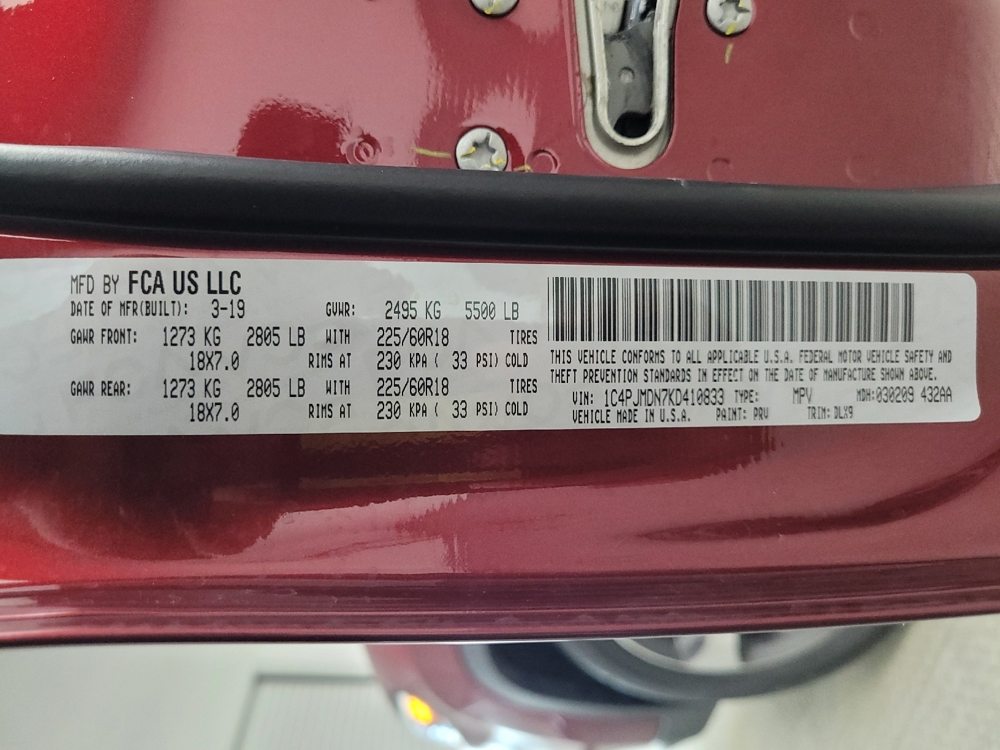 MFD BY FCA US LLC
DATE OF MFR(BUILT): 3-19 GVWR: 2495 KG 5500 LB
GAWR FRONT: 1273 KG 2805 LB WITH 225/60R18 TIRES
18X7.0 RIMS AT 230 KPA ( 33 PSI) COLD
GAWR REAR: 1273 KG 2805 LB WITH 225/60R18 TIRES
18X7.0 RIMS AT 230 KPA ( 33 PSI) COLD
THIS VEHICLE CONFORMS TO ALL APPLICABLE U.S.A. FEDERAL MOTOR VEHICLE SAFETY AND
THEFT PREVENTION STANDARDS IN EFFECT ON THE DATE OF MANUFACTURE SHOWN ABOVE.
VIN: 1C4PJMDN7KD410833 TYPE: MPV MDH:030209 432AA
VEHICLE MADE IN U.S.A. PAINT: PRV TRIM: DLX9